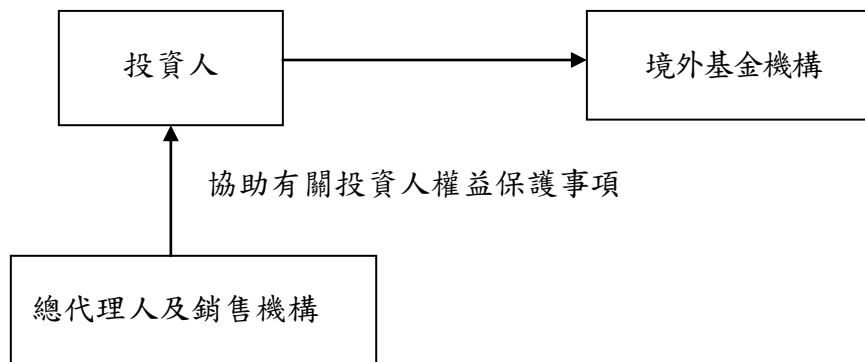 投資人
境外基金機構
協助有關投資人權益保護事項
總代理人及銷售機構